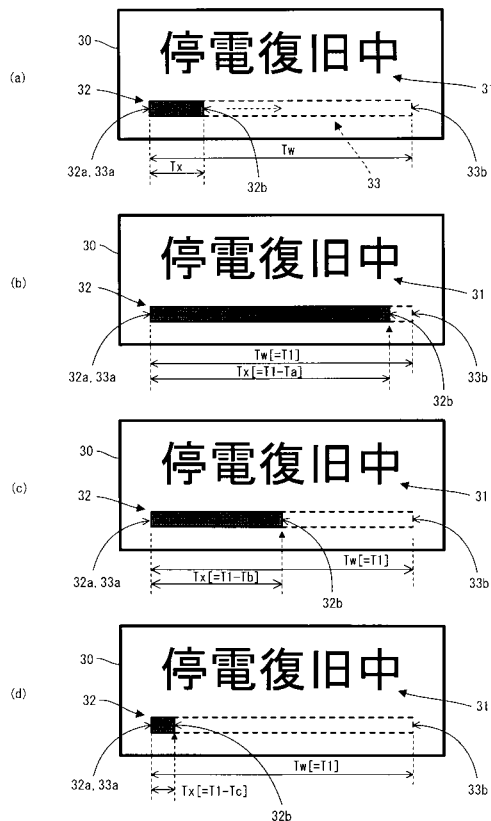 (a)
30
停電復旧中
31
32
32a, 33a
32b
33
33b
Tw
Tx
(b)
30
停電復旧中
31
32
32a, 33a
33b
Tw[=T1]
Tx[=T1-Ta]
32b
(c)
30
停電復旧中
31
32
32a, 33a
33b
Tw[=T1]
Tx[=T1-Tb]
32b
(d)
30
停電復旧中
31
32
32a, 33a
33b
Tw[=T1]
Tx[=T1-Tc]
32b